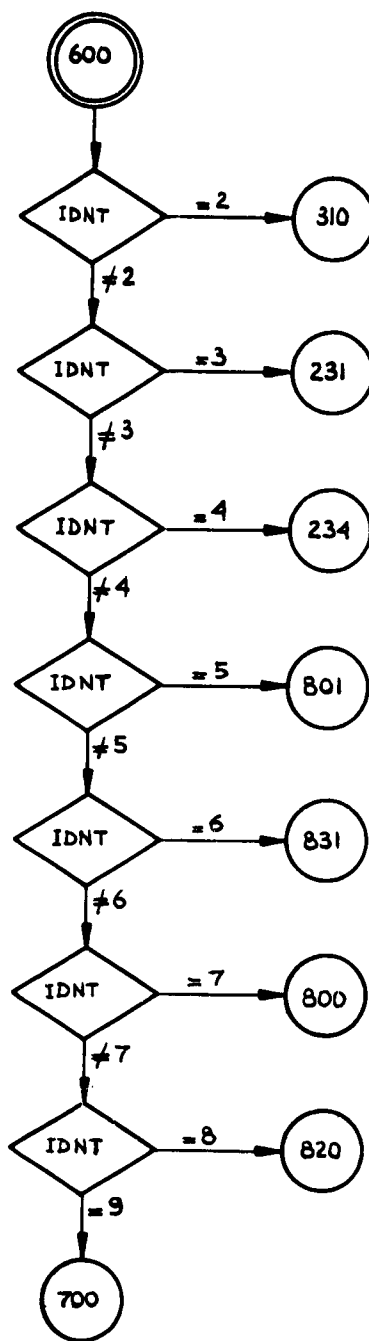 600
IDNT =2 310
≠2
IDNT =3 231
≠3
IDNT =4 234
≠4
IDNT =5 801
≠5
IDNT =6 831
≠6
IDNT =7 800
≠7
IDNT =8 820
=9
700